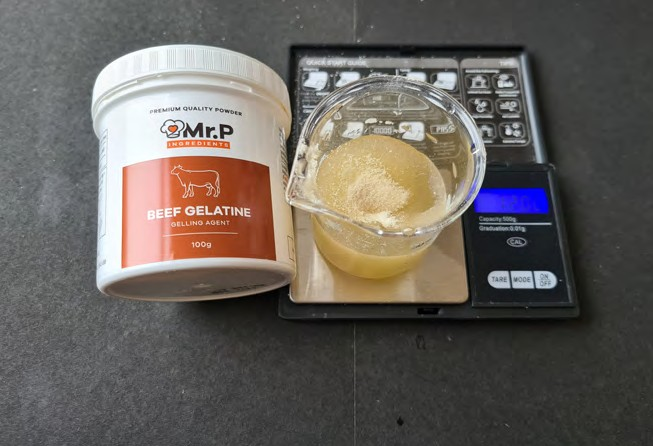 PREMIUM QUALITY POWDER
Mr.P
INGREDIENTS
BEEF GELATINE
GELLING AGENT
100g
QUICK START GUIDE
PASS
Capacity:500g
Graduation:0.01g
CAL
TARE
MODE
ON
OFF